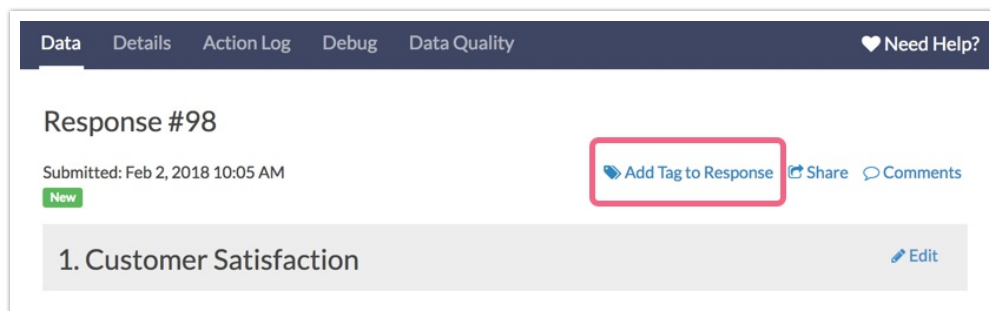 Data Details Action Log Debug Data Quality Need Help?
Response #98
Submitted: Feb 2, 2018 10:05 AM
Add Tag to Response Share Comments
New
1. Customer Satisfaction Edit